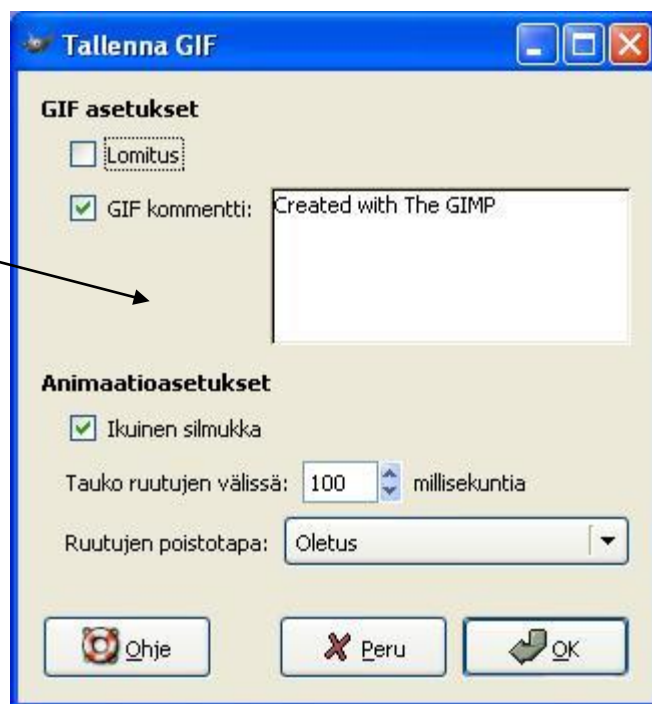 Tallenna GIF
GIF asetukset
Lomitus
GIF kommentti: Created with The GIMP
Animaatioasetukset
Ikuinen silmukka
Tauko ruutujen välissä: 100 millisekuntia
Ruutujen poistotapa: Oletus
Ohje Peru OK